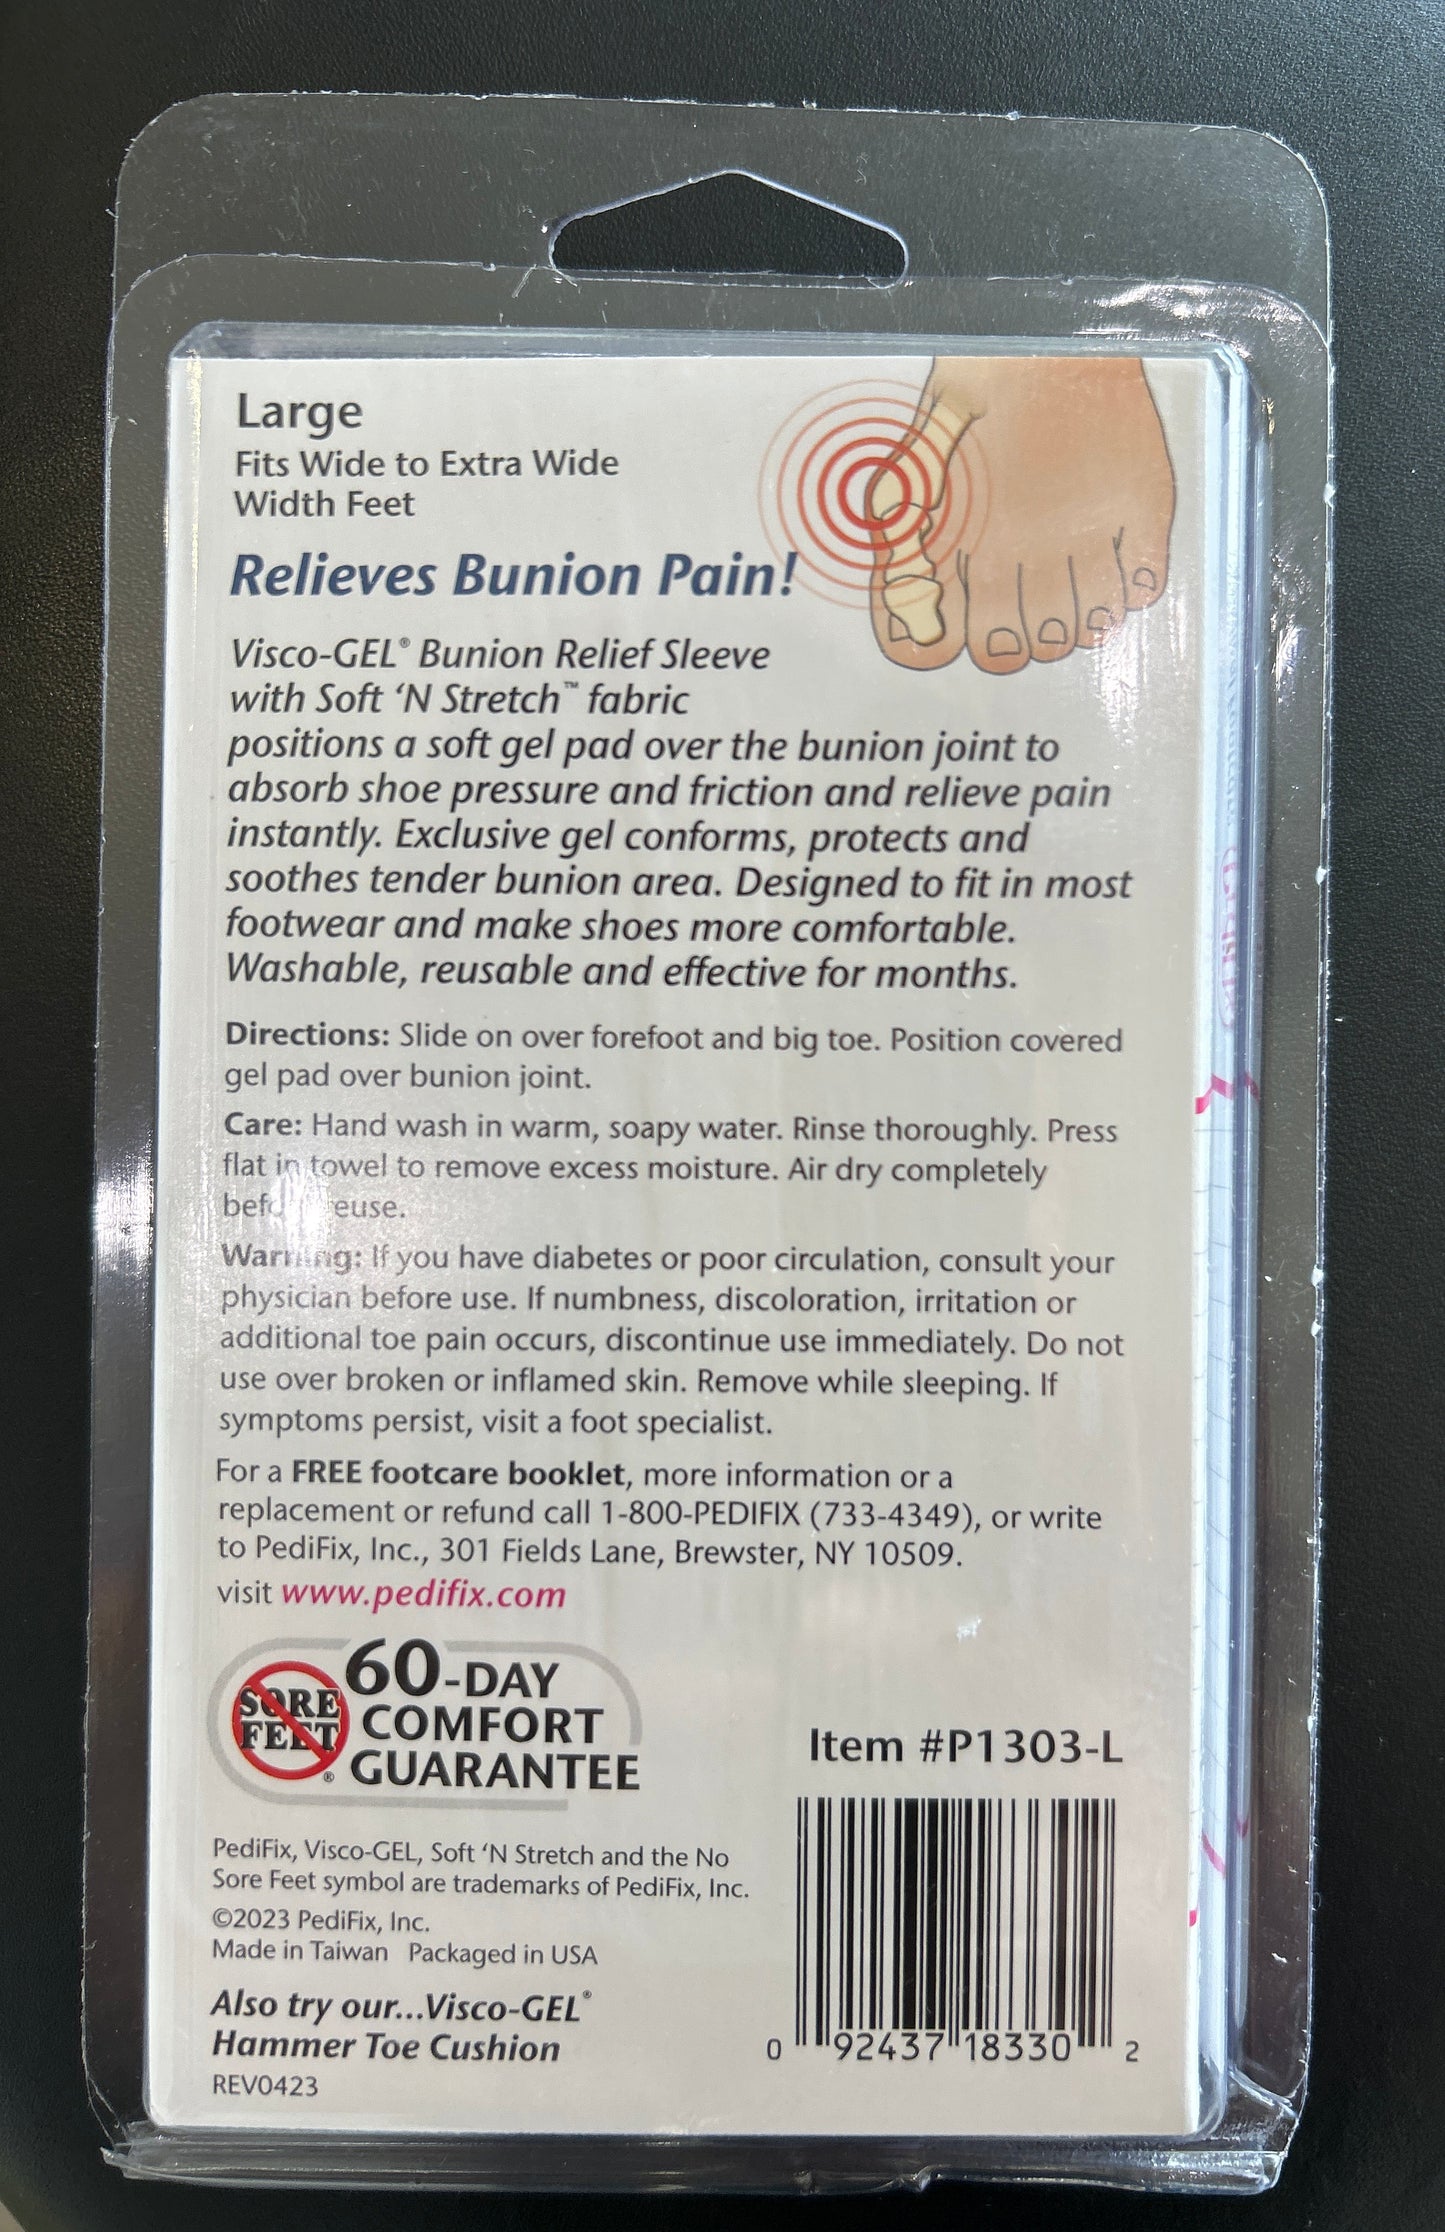 Large
Fits Wide to Extra Wide
Width Feet
Relieves Bunion Pain!
Visco-GEL® Bunion Relief Sleeve
with Soft ‘N Stretch™ fabric
positions a soft gel pad over the bunion joint to
absorb shoe pressure and friction and relieve pain
instantly. Exclusive gel conforms, protects and
soothes tender bunion area. Designed to fit in most
footwear and make shoes more comfortable.
Washable, reusable and effective for months.
Directions: Slide on over forefoot and big toe. Position covered
gel pad over bunion joint.
Care: Hand wash in warm, soapy water. Rinse thoroughly. Press
flat in towel to remove excess moisture. Air dry completely
before reuse.
Warning: If you have diabetes or poor circulation, consult your
physician before use. If numbness, discoloration, irritation or
additional toe pain occurs, discontinue use immediately. Do not
use over broken or inflamed skin. Remove while sleeping. If
symptoms persist, visit a foot specialist.
For a FREE footcare booklet, more information or a
replacement or refund call 1-800-PEDIFIX (733-4349), or write
to PediFix, Inc., 301 Fields Lane, Brewster, NY 10509.
visit www.pedifix.com
SORE
FEET®
60-DAY
COMFORT
GUARANTEE
Item #P1303-L
PediFix, Visco-GEL, Soft ‘N Stretch and the No
Sore Feet symbol are trademarks of PediFix, Inc.
©2023 PediFix, Inc.
Made in Taiwan Packaged in USA
Also try our...Visco-GEL®
Hammer Toe Cushion
REV0423
0 92437 18330 2